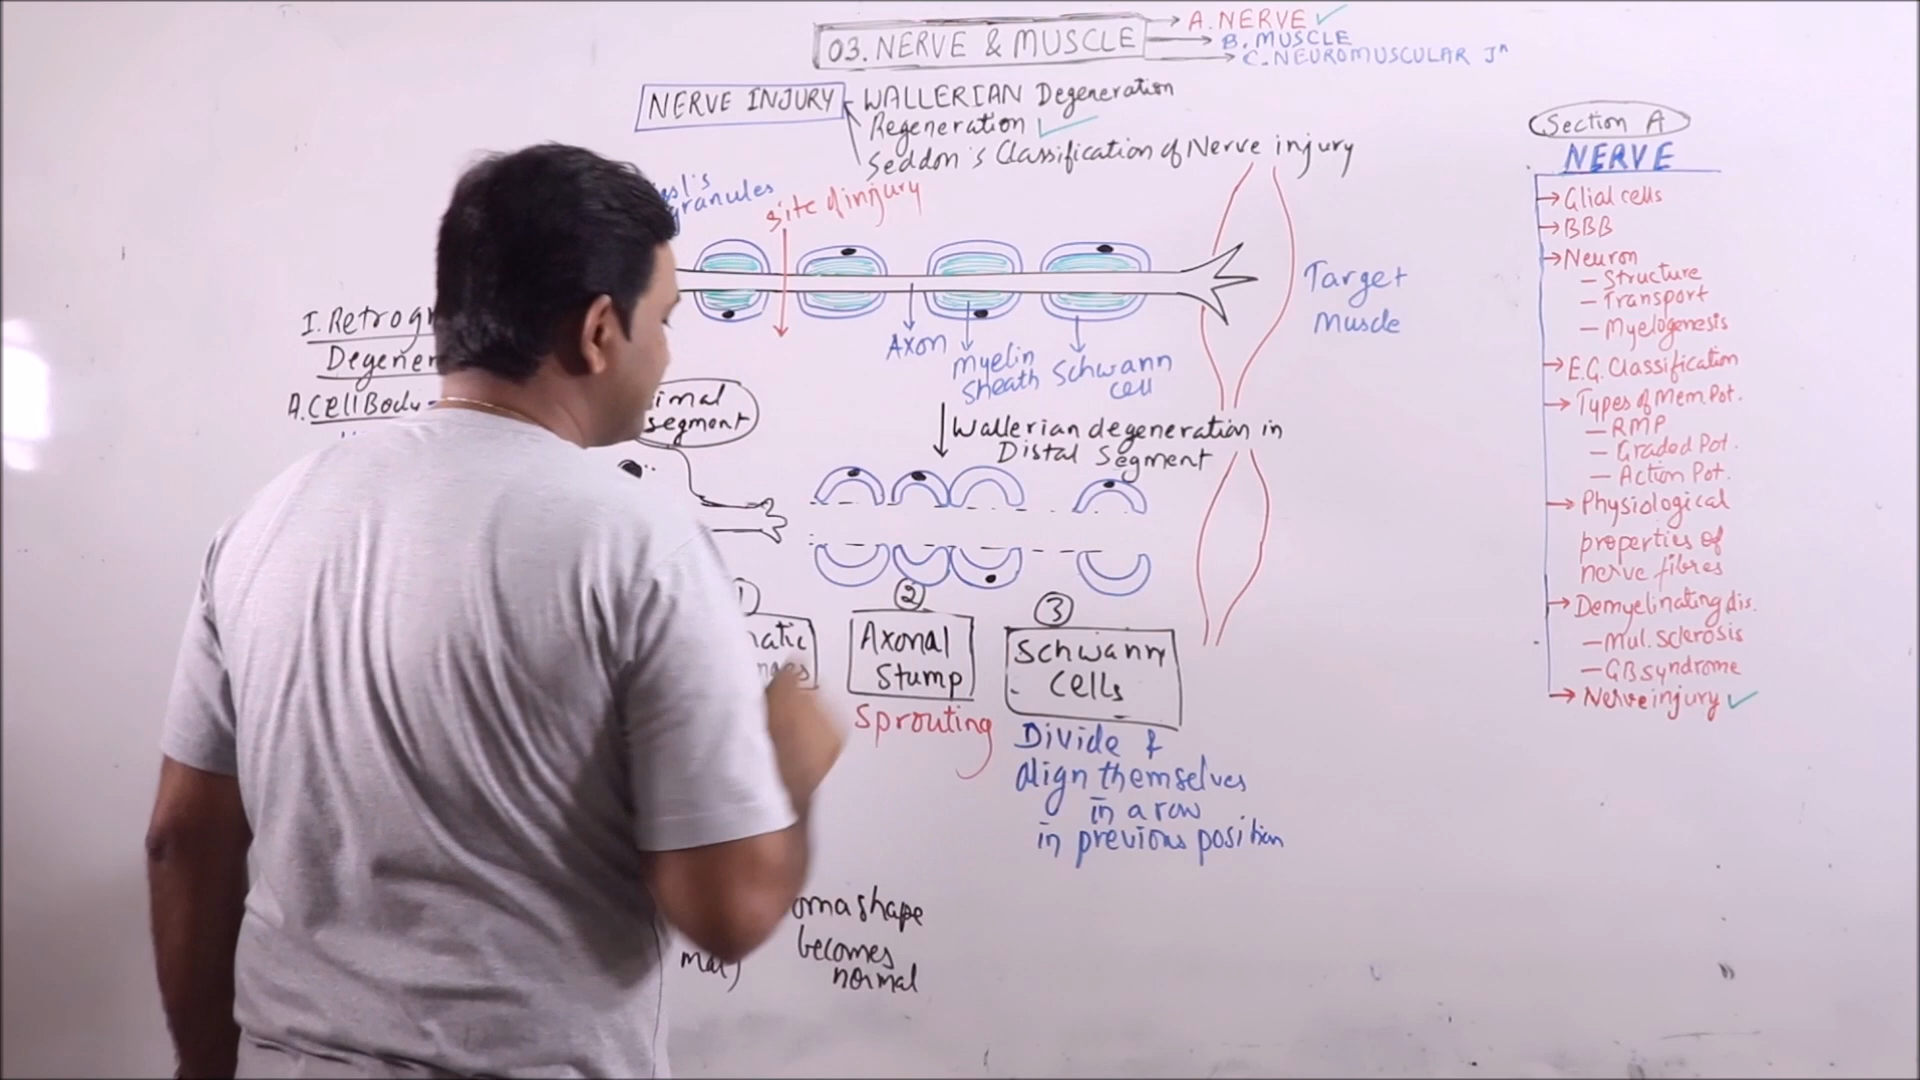 03. NERVE & MUSCLE
A. NERVE ✓
B. MUSCLE
C. NEUROMUSCULAR Jⁿ
NERVE INJURY
WALLERIAN Degeneration
Regeneration ✓
Seddon's Classification of Nerve injury
granules
Site of injury
Axon
Myelin
Sheath
Schwann
cell
Target
Muscle
I. Retrogr
Degener
A. Cell Body
segment
Wallerian degeneration in
Distal Segment
②
Axonal
Stump
Sprouting
③
Schwann
Cells
Divide &
align themselves
in a row
in previous position
shape
becomes
normal
Section A
NERVE
Glial cells
BBB
Neuron
- Structure
- Transport
- Myelogenesis
E.G. Classification
Types of Mem Pot.
- RMP
- Graded Pot.
- Action Pot.
Physiological
properties of
nerve fibres
Demyelinating dis.
- Mul. Sclerosis
- GB syndrome
Nerve injury ✓